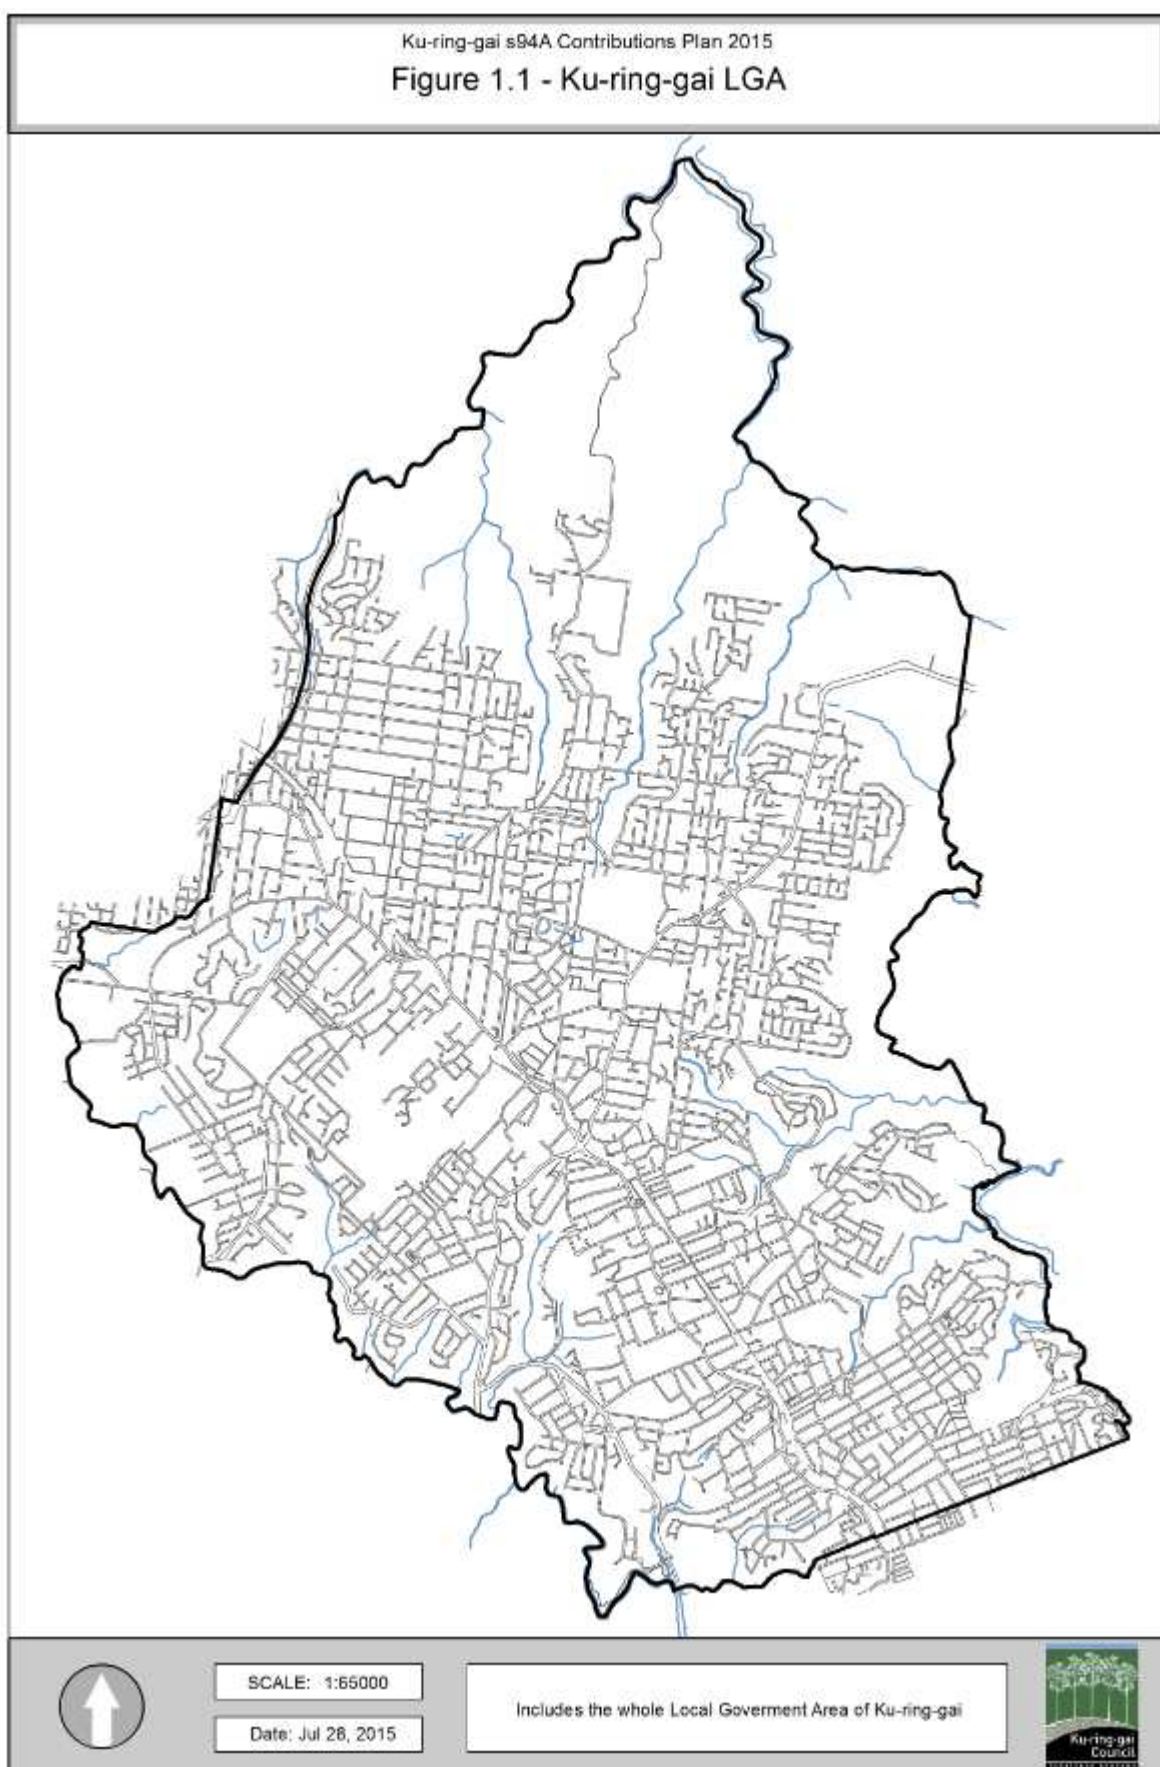 Ku-ring-gai s94A Contributions Plan 2015
Figure 1.1 - Ku-ring-gai LGA
SCALE: 1:65000
Date: Jul 28, 2015
Includes the whole Local Goverment Area of Ku-ring-gai
Ku-ring-gai
Council